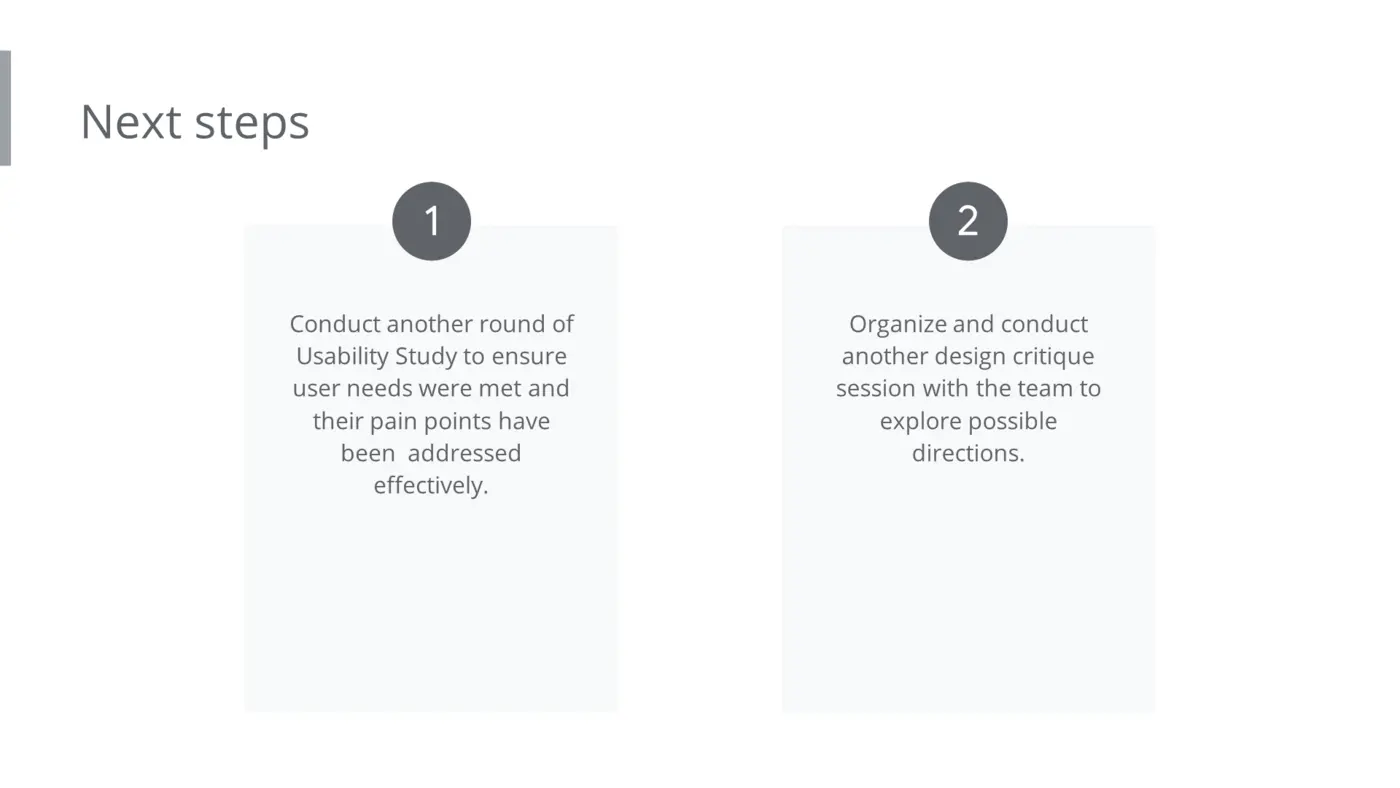 Next steps
1
Conduct another round of
Usability Study to ensure
user needs were met and
their pain points have
been  addressed
effectively.
2
Organize and conduct
another design critique
session with the team to
explore possible
directions.